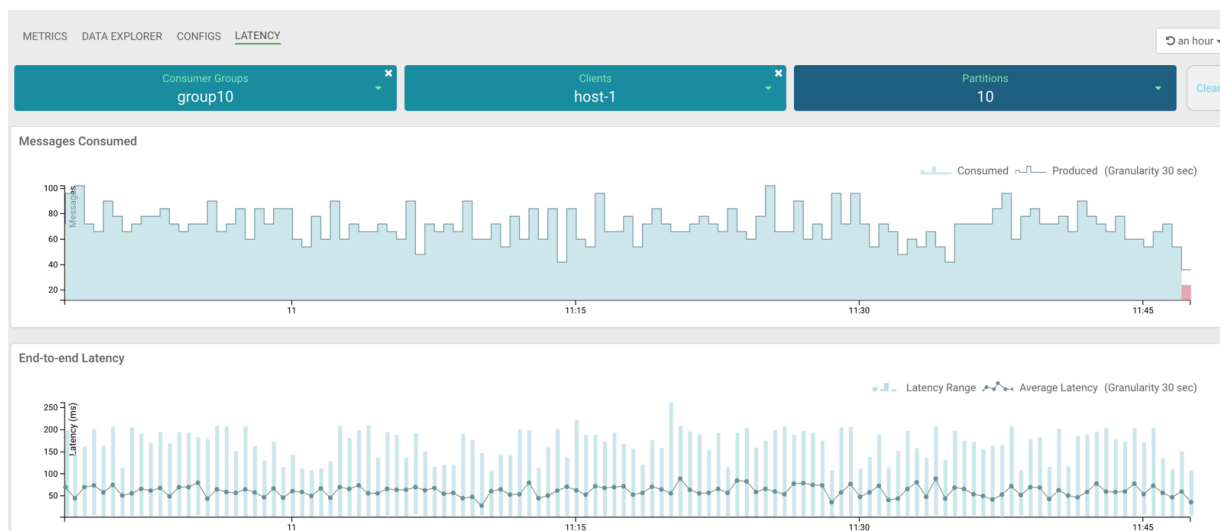 METRICS DATA EXPLORER CONFIGS LATENCY
an hour
Consumer Groups
group10
Clients
host-1
Partitions
10
Clear
Messages Consumed
Consumed Produced (Granularity 30 sec)
Messages
100
80
60
40
20
11 11:15 11:30 11:45
End-to-end Latency
Latency Range Average Latency (Granularity 30 sec)
Latency (ms)
250
200
150
100
50
11 11:15 11:30 11:45